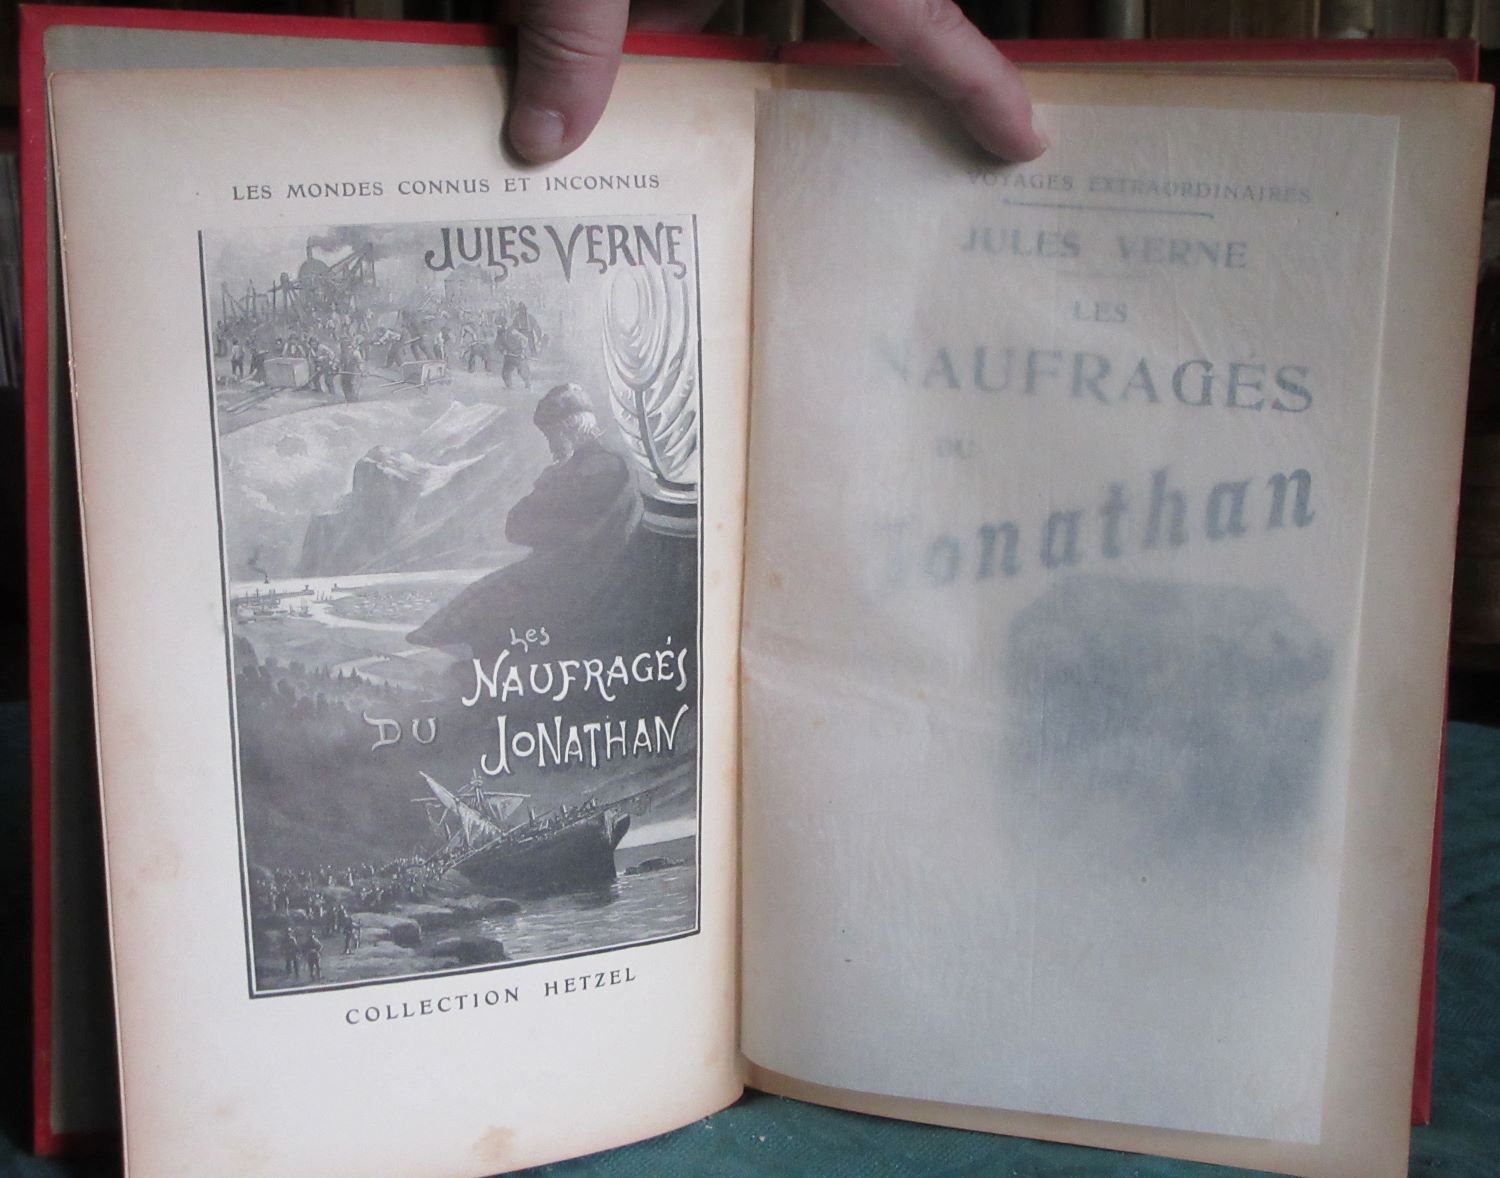 LES MONDES CONNUS ET INCONNUS
JULES VERNE
Les
NAUFRAGÉS
DU JONATHAN
COLLECTION HETZEL
VOYAGES EXTRAORDINAIRES
JULES VERNE
LES
NAUFRAGÉS
DU
Jonathan